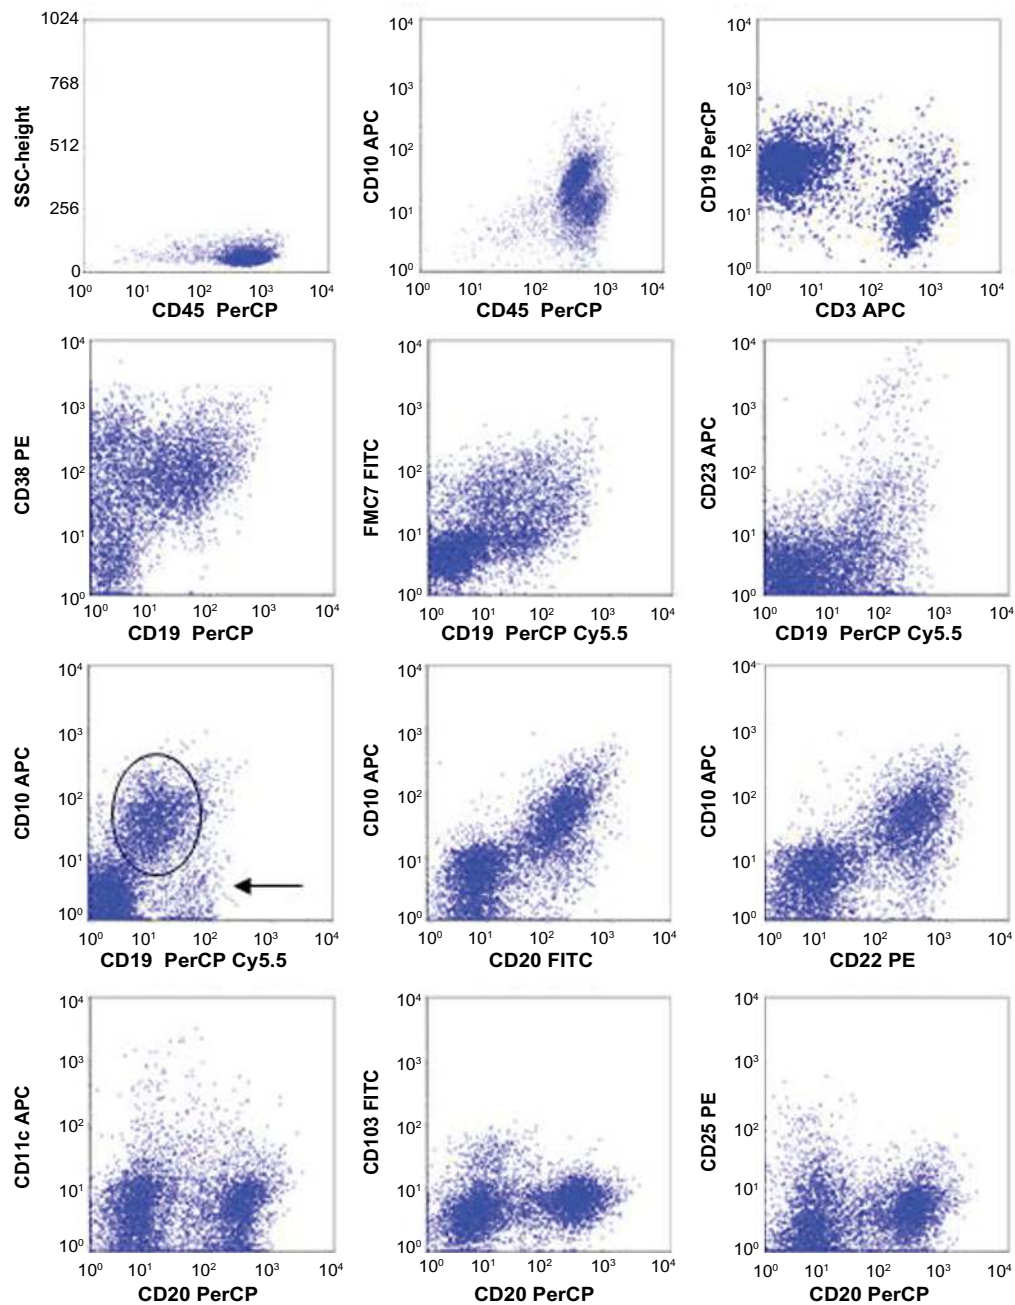 1024
768
512
256
0
SSC-height
10⁰ 10¹ 10² 10³ 10⁴
CD45 PerCP
10⁴
10³
10²
10¹
10⁰
CD10 APC
10⁰ 10¹ 10² 10³ 10⁴
CD45 PerCP
10⁴
10³
10²
10¹
10⁰
CD19 PerCP
10⁰ 10¹ 10² 10³ 10⁴
CD3 APC
10⁴
10³
10²
10¹
10⁰
CD38 PE
10⁰ 10¹ 10² 10³ 10⁴
CD19 PerCP
10⁴
10³
10²
10¹
10⁰
FMC7 FITC
10⁰ 10¹ 10² 10³ 10⁴
CD19 PerCP Cy5.5
10⁴
10³
10²
10¹
10⁰
CD23 APC
10⁰ 10¹ 10² 10³ 10⁴
CD19 PerCP Cy5.5
10⁴
10³
10²
10¹
10⁰
CD10 APC
10⁰ 10¹ 10² 10³ 10⁴
CD19 PerCP Cy5.5
10⁴
10³
10²
10¹
10⁰
CD10 APC
10⁰ 10¹ 10² 10³ 10⁴
CD20 FITC
10⁴
10³
10²
10¹
10⁰
CD10 APC
10⁰ 10¹ 10² 10³ 10⁴
CD22 PE
10⁴
10³
10²
10¹
10⁰
CD11c APC
10⁰ 10¹ 10² 10³ 10⁴
CD20 PerCP
10⁴
10³
10²
10¹
10⁰
CD103 FITC
10⁰ 10¹ 10² 10³ 10⁴
CD20 PerCP
10⁴
10³
10²
10¹
10⁰
CD25 PE
10⁰ 10¹ 10² 10³ 10⁴
CD20 PerCP